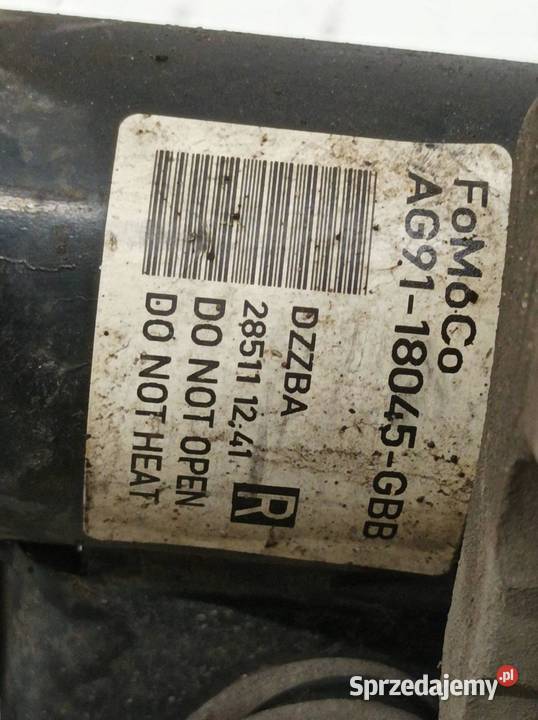 FoMoCo
AG91-18045-GBB
DZZBA
28511 12.41
R
DO NOT OPEN
DO NOT HEAT
Sprzedajemy.pl